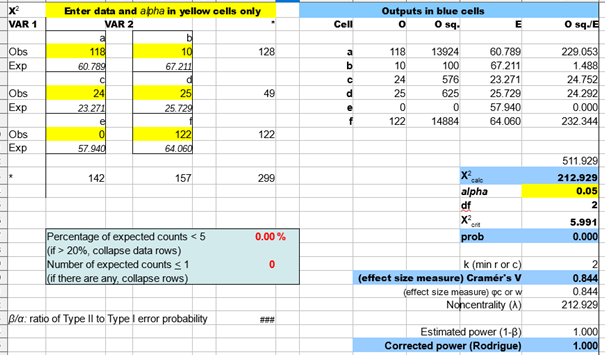 X² Enter data and alpha in yellow cells only Outputs in blue cells
VAR 1 VAR 2 * Cell O O sq. E O sq./E
a b
Obs 118 10 128 a 118 13924 60.789 229.053
Exp 60.789 67.211 b 10 100 67.211 1.488
c d c 24 576 23.271 24.752
Obs 24 25 49 d 25 625 25.729 24.292
Exp 23.271 25.729 e 0 0 57.940 0.000
e f f 122 14884 64.060 232.344
Obs 0 122 122
Exp 57.940 64.060
511.929
* 142 157 299 X²calc 212.929
alpha 0.05
df 2
X²crit 5.991
Percentage of expected counts < 5 0.00 % prob 0.000
(if > 20%, collapse data rows)
Number of expected counts ≤ 1 0 k (min r or c) 2
(if there are any, collapse rows) (effect size measure) Cramér's V 0.844
(effect size measure) φc or w 0.844
Noncentrality (λ) 212.929
β/α: ratio of Type II to Type I error probability ###
Estimated power (1-β) 1.000
Corrected power (Rodrigue) 1.000